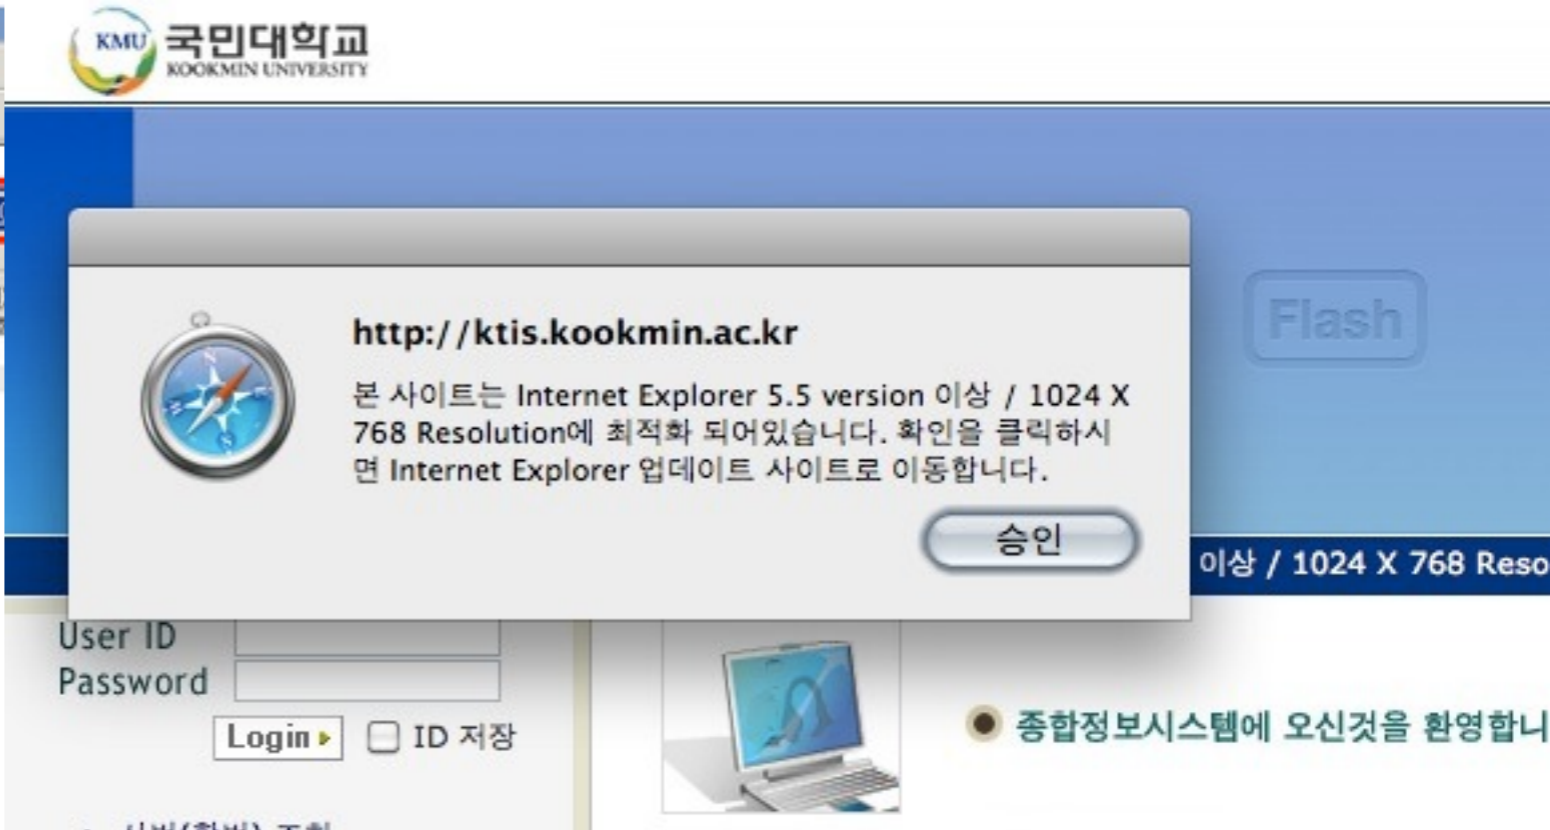 KMU 국민대학교
KOOKMIN UNIVERSITY
Flash
http://ktis.kookmin.ac.kr
본 사이트는 Internet Explorer 5.5 version 이상 / 1024 X
768 Resolution에 최적화 되어있습니다. 확인을 클릭하시
면 Internet Explorer 업데이트 사이트로 이동합니다.
승인
이상 / 1024 X 768 Reso
User ID
Password
Login
ID 저장
종합정보시스템에 오신것을 환영합니